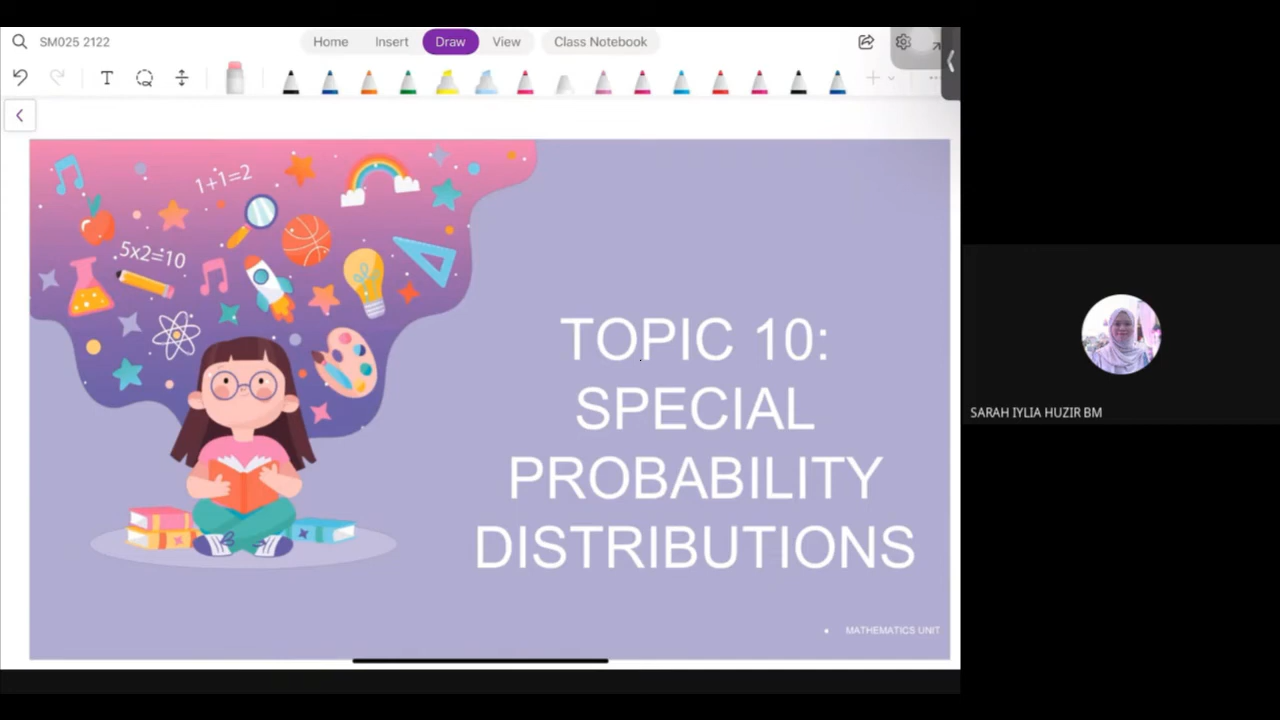 SM025 2122
Home
Insert
Draw
View
Class Notebook
T
1+1=2
5x2=10
TOPIC 10:
SPECIAL
PROBABILITY
DISTRIBUTIONS
• MATHEMATICS UNIT
SARAH IYLIA HUZIR BM